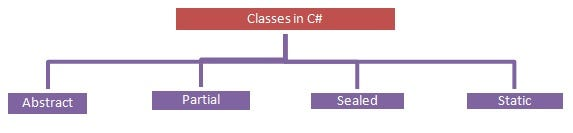 Classes in C#
Abstract
Partial
Sealed
Static